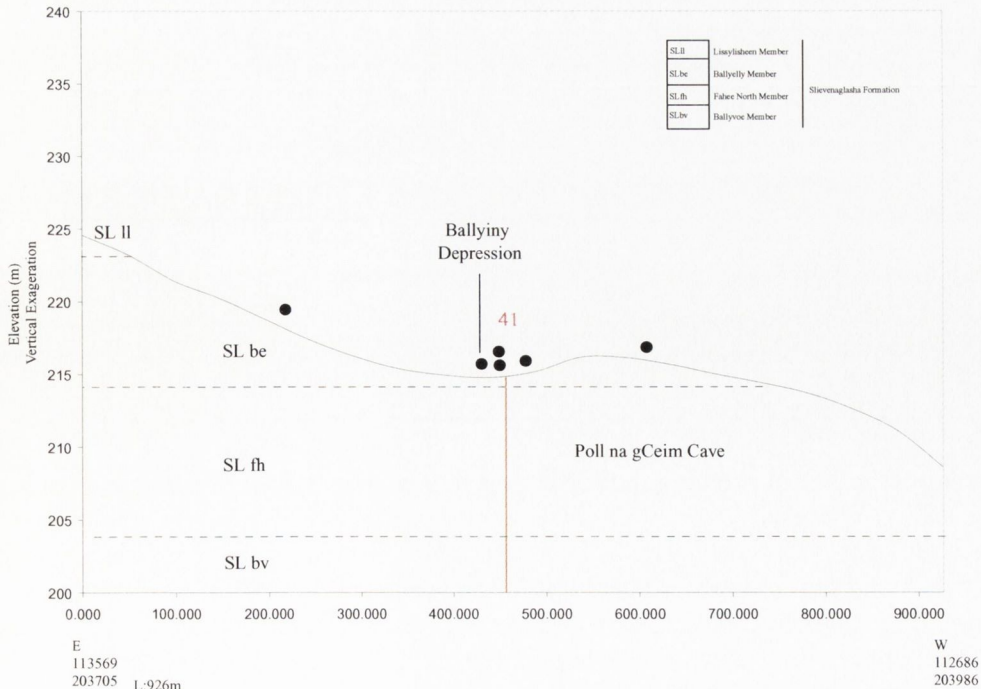 240
235
230
225
220
215
210
205
200
Elevation (m)
Vertical Exageration
SL ll Lissylisheen Member
SL be Ballyelly Member
SL fh Fahee North Member
SL bv Ballyvoe Member
Slievenaglasha Formation
SL ll
Ballyiny
Depression
41
SL be
SL fh
Poll na gCeim Cave
SL bv
0.000 100.000 200.000 300.000 400.000 500.000 600.000 700.000 800.000 900.000
E
113569
203705 L:926m
W
112686
203986